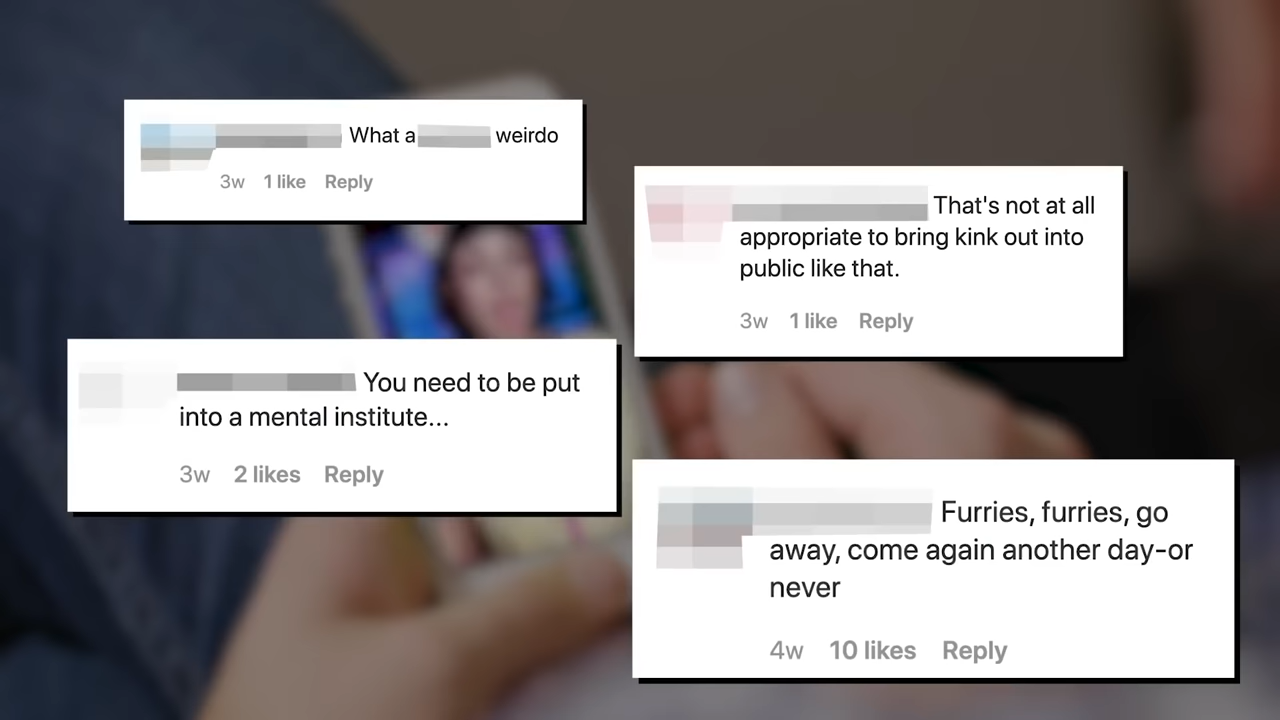 What a weirdo
3w 1 like Reply
That's not at all
appropriate to bring kink out into
public like that.
3w 1 like Reply
You need to be put
into a mental institute...
3w 2 likes Reply
Furries, furries, go
away, come again another day-or
never
4w 10 likes Reply